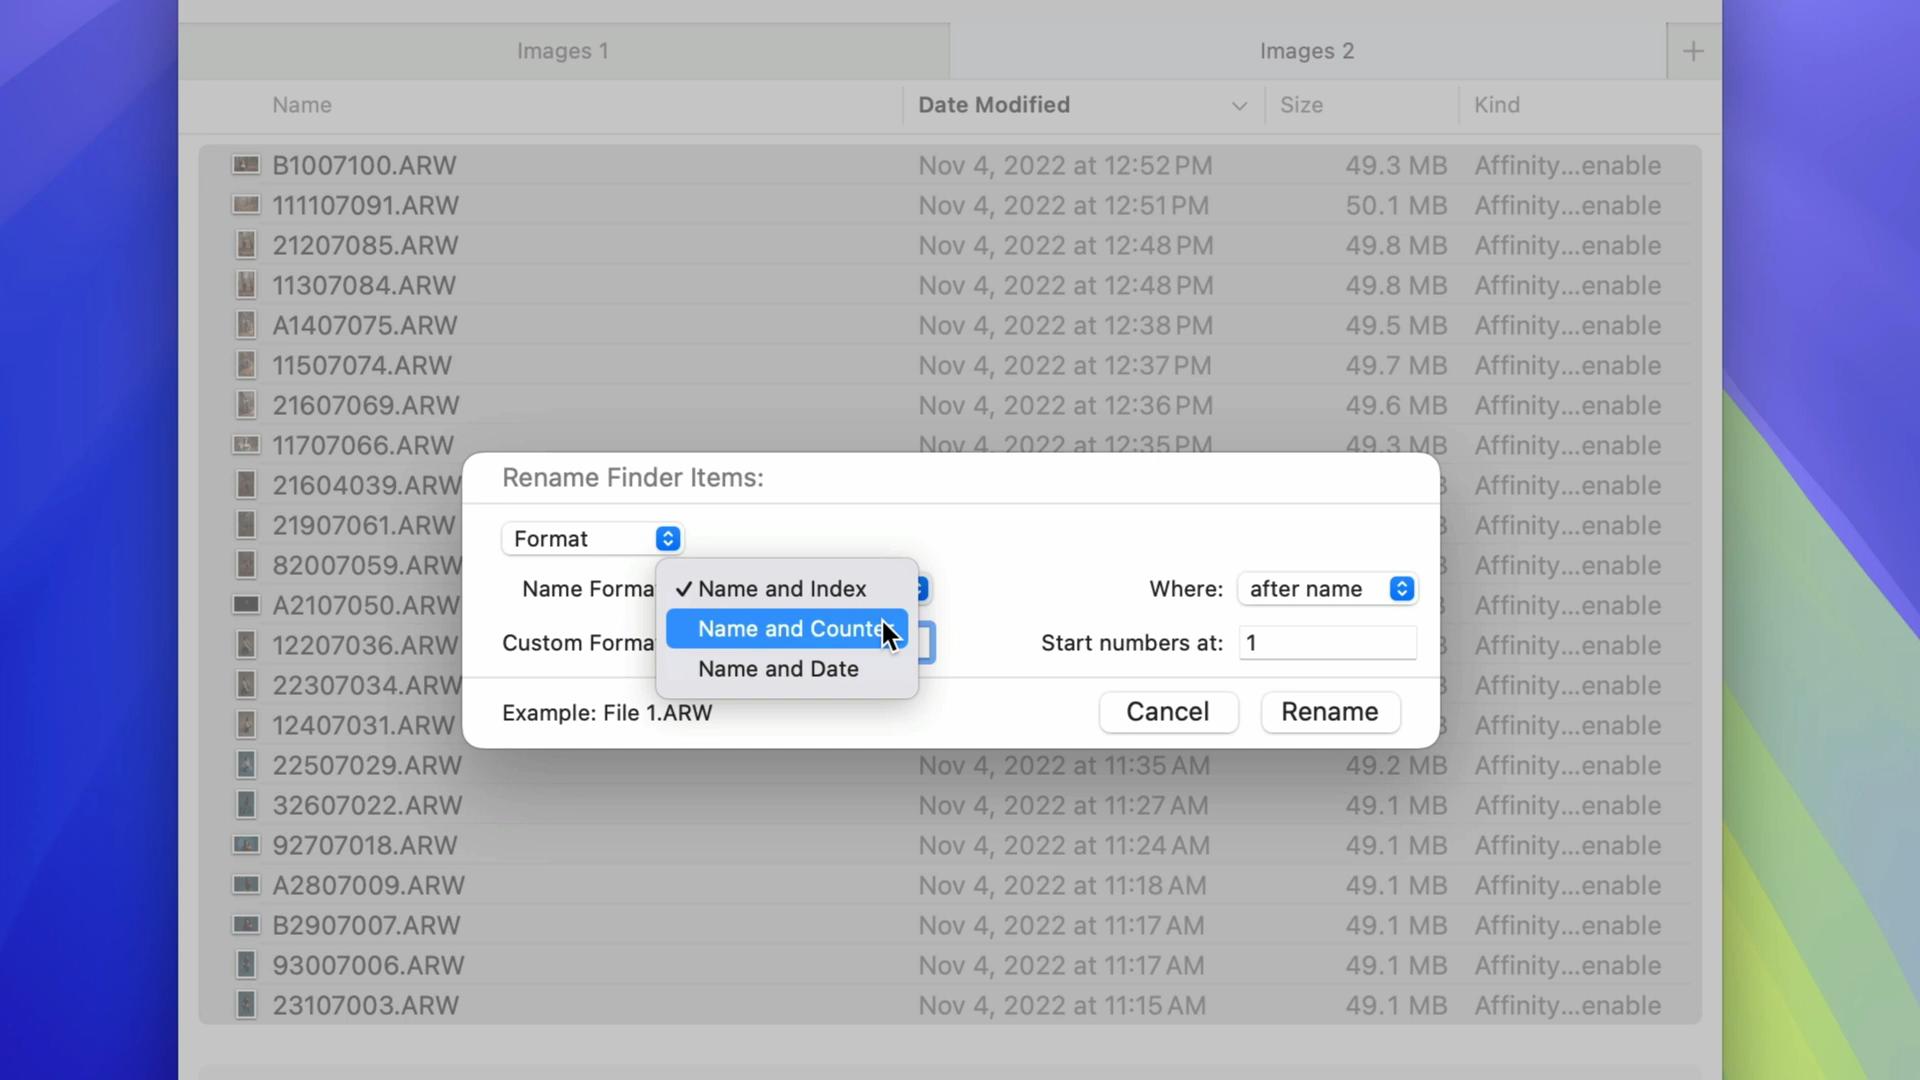 Images 1
Images 2
+
Name
Date Modified
Size
Kind
B1007100.ARW Nov 4, 2022 at 12:52 PM 49.3 MB Affinity...enable
111107091.ARW Nov 4, 2022 at 12:51 PM 50.1 MB Affinity...enable
21207085.ARW Nov 4, 2022 at 12:48 PM 49.8 MB Affinity...enable
11307084.ARW Nov 4, 2022 at 12:48 PM 49.8 MB Affinity...enable
A1407075.ARW Nov 4, 2022 at 12:38 PM 49.5 MB Affinity...enable
11507074.ARW Nov 4, 2022 at 12:37 PM 49.7 MB Affinity...enable
21607069.ARW Nov 4, 2022 at 12:36 PM 49.6 MB Affinity...enable
11707066.ARW Nov 4, 2022 at 12:35 PM 49.3 MB Affinity...enable
21604039.ARW Affinity...enable
21907061.ARW Affinity...enable
82007059.ARW Affinity...enable
A2107050.ARW Affinity...enable
12207036.ARW Affinity...enable
22307034.ARW Affinity...enable
12407031.ARW Affinity...enable
22507029.ARW Nov 4, 2022 at 11:35 AM 49.2 MB Affinity...enable
32607022.ARW Nov 4, 2022 at 11:27 AM 49.1 MB Affinity...enable
92707018.ARW Nov 4, 2022 at 11:24 AM 49.1 MB Affinity...enable
A2807009.ARW Nov 4, 2022 at 11:18 AM 49.1 MB Affinity...enable
B2907007.ARW Nov 4, 2022 at 11:17 AM 49.1 MB Affinity...enable
93007006.ARW Nov 4, 2022 at 11:17 AM 49.1 MB Affinity...enable
23107003.ARW Nov 4, 2022 at 11:15 AM 49.1 MB Affinity...enable
Rename Finder Items:
Format
Name Forma
✓ Name and Index
Name and Counte
Name and Date
Where: after name
Custom Forma
Start numbers at: 1
Example: File 1.ARW
Cancel
Rename